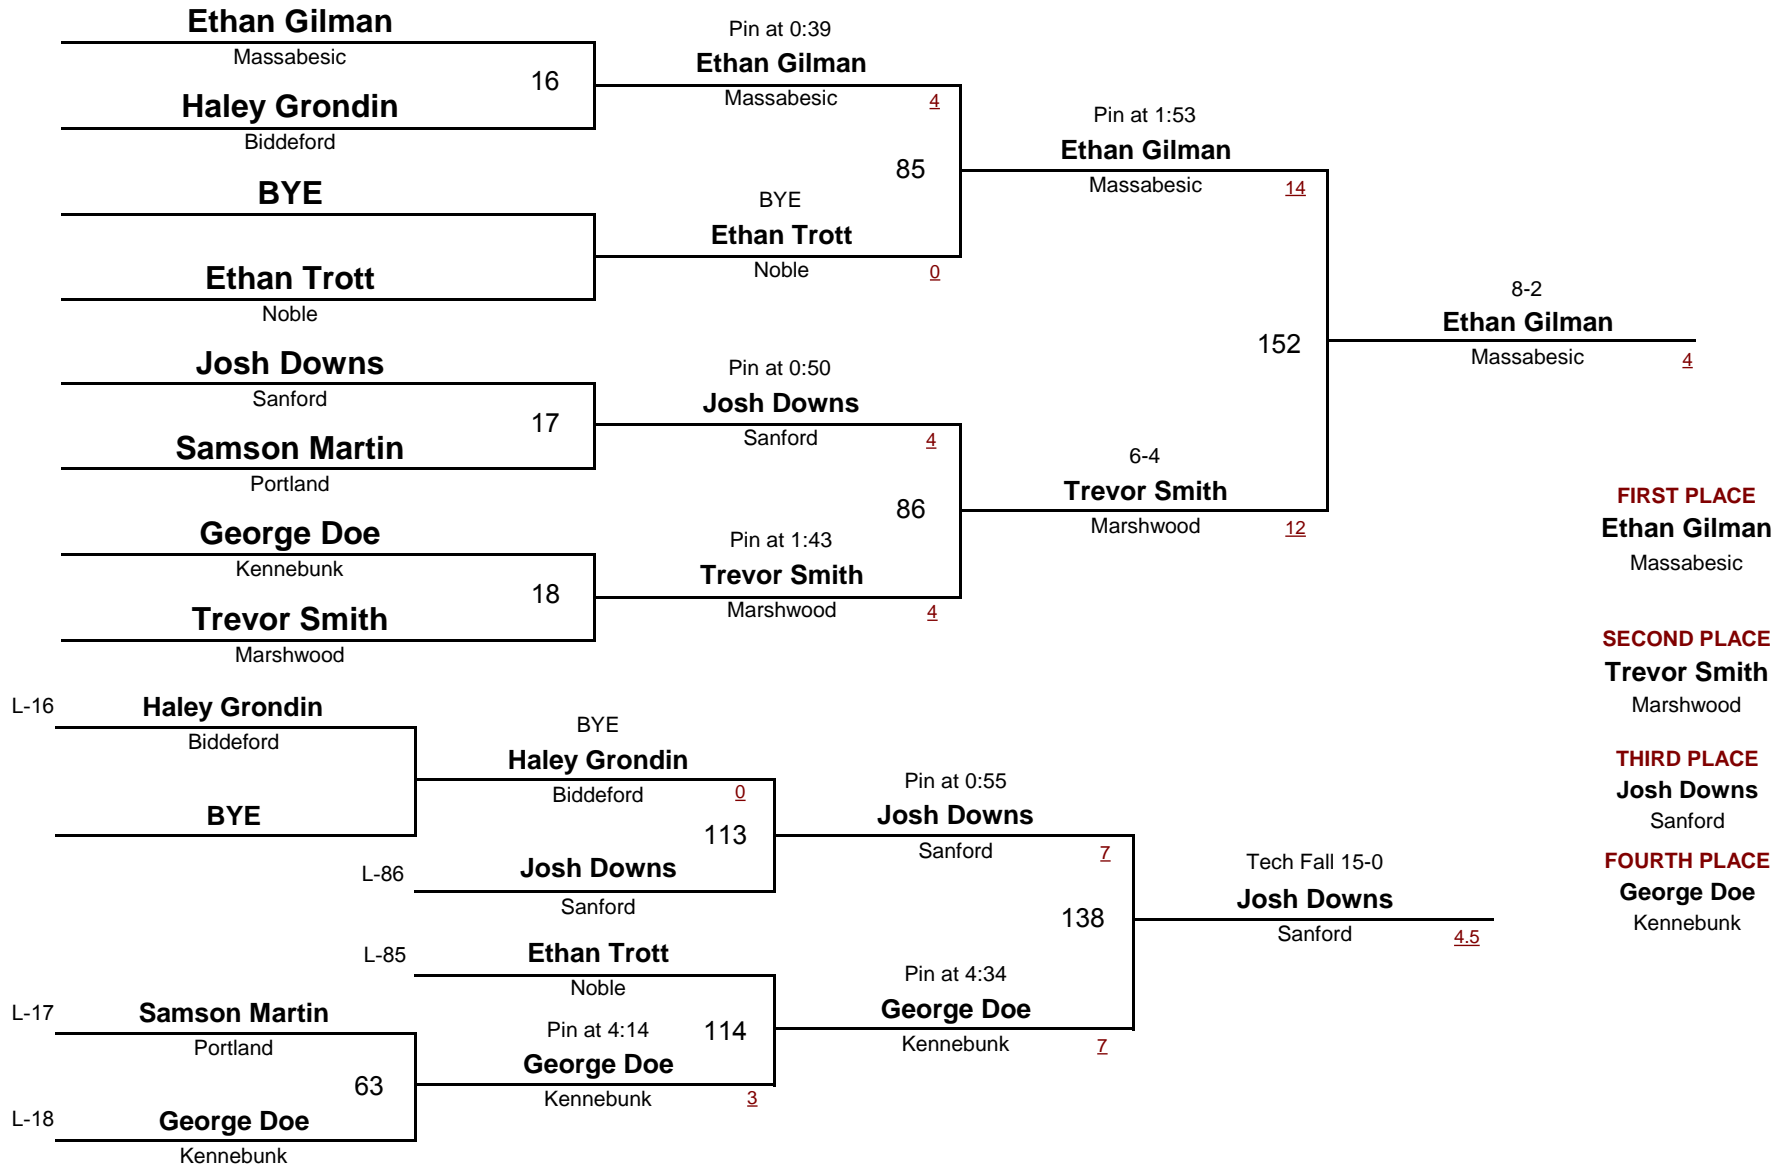 Ethan Gilman
Massabesic
16
Haley Grondin
Biddeford
BYE
Ethan Trott
Noble
Josh Downs
Sanford
17
Samson Martin
Portland
George Doe
Kennebunk
18
Trevor Smith
Marshwood
Pin at 0:39
Ethan Gilman
Massabesic
4
85
BYE
Ethan Trott
Noble
0
Pin at 0:50
Josh Downs
Sanford
4
86
Pin at 1:43
Trevor Smith
Marshwood
4
Pin at 1:53
Ethan Gilman
Massabesic
14
152
6-4
Trevor Smith
Marshwood
12
8-2
Ethan Gilman
Massabesic
4
FIRST PLACE
Ethan Gilman
Massabesic
SECOND PLACE
Trevor Smith
Marshwood
THIRD PLACE
Josh Downs
Sanford
FOURTH PLACE
George Doe
Kennebunk
L-16
Haley Grondin
Biddeford
BYE
L-17
Samson Martin
Portland
63
L-18
George Doe
Kennebunk
BYE
Haley Grondin
Biddeford
0
113
L-86
Josh Downs
Sanford
L-85
Ethan Trott
Noble
114
Pin at 4:14
George Doe
Kennebunk
3
Pin at 0:55
Josh Downs
Sanford
7
138
Pin at 4:34
George Doe
Kennebunk
7
Tech Fall 15-0
Josh Downs
Sanford
4.5